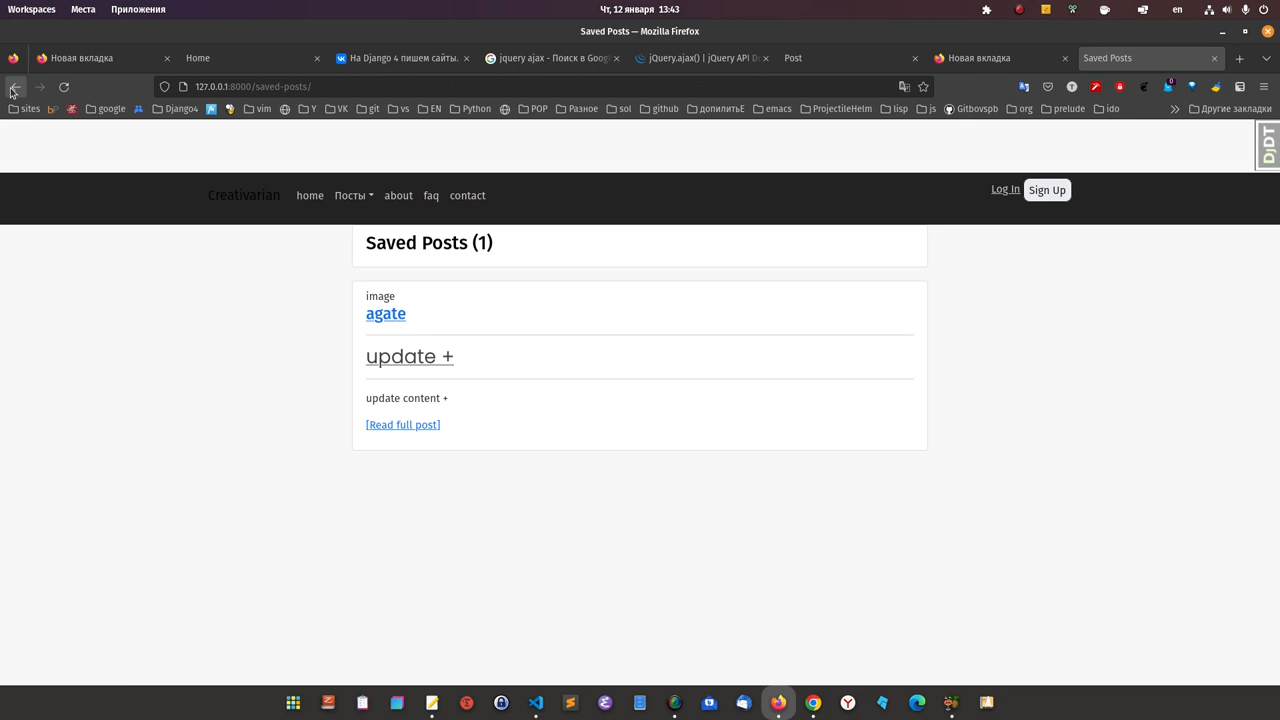 Workspaces Места Приложения Чт, 12 января 13:43 en
Saved Posts — Mozilla Firefox
Новая вкладка Home На Django 4 пишем сайты. jquery ajax - Поиск в Goog jQuery.ajax() | jQuery API D Post Новая вкладка Saved Posts
127.0.0.1:8000/saved-posts/
sites google Django4 Y VK git vs EN Python POP Разное sol github допилитьЕ emacs ProjectileHelm lisp js Gitbovspb org prelude ido Другие закладки
DjDT
Creativarian home Посты about faq contact Log In Sign Up
Saved Posts (1)
image
agate
update +
update content +
[Read full post]